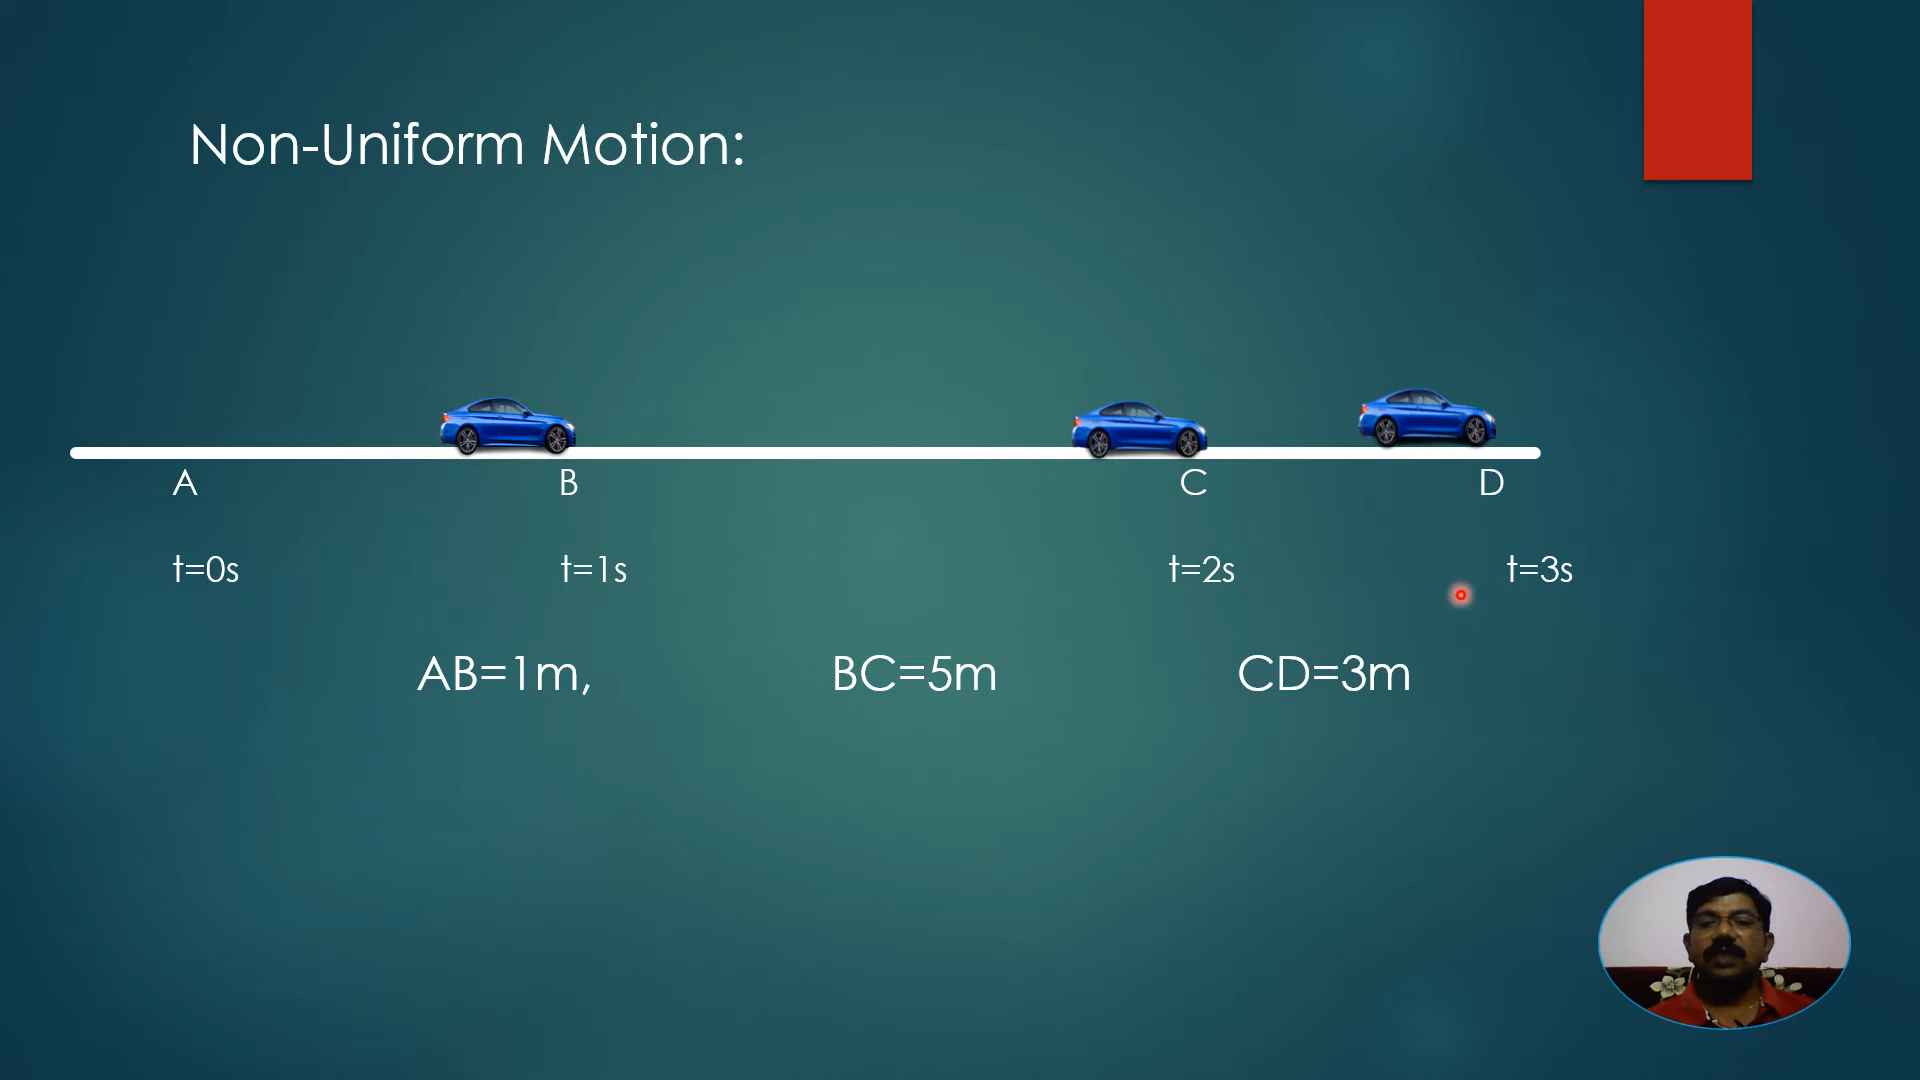 Non-Uniform Motion:
A B C D
t=0s t=1s t=2s t=3s
AB=1m, BC=5m CD=3m